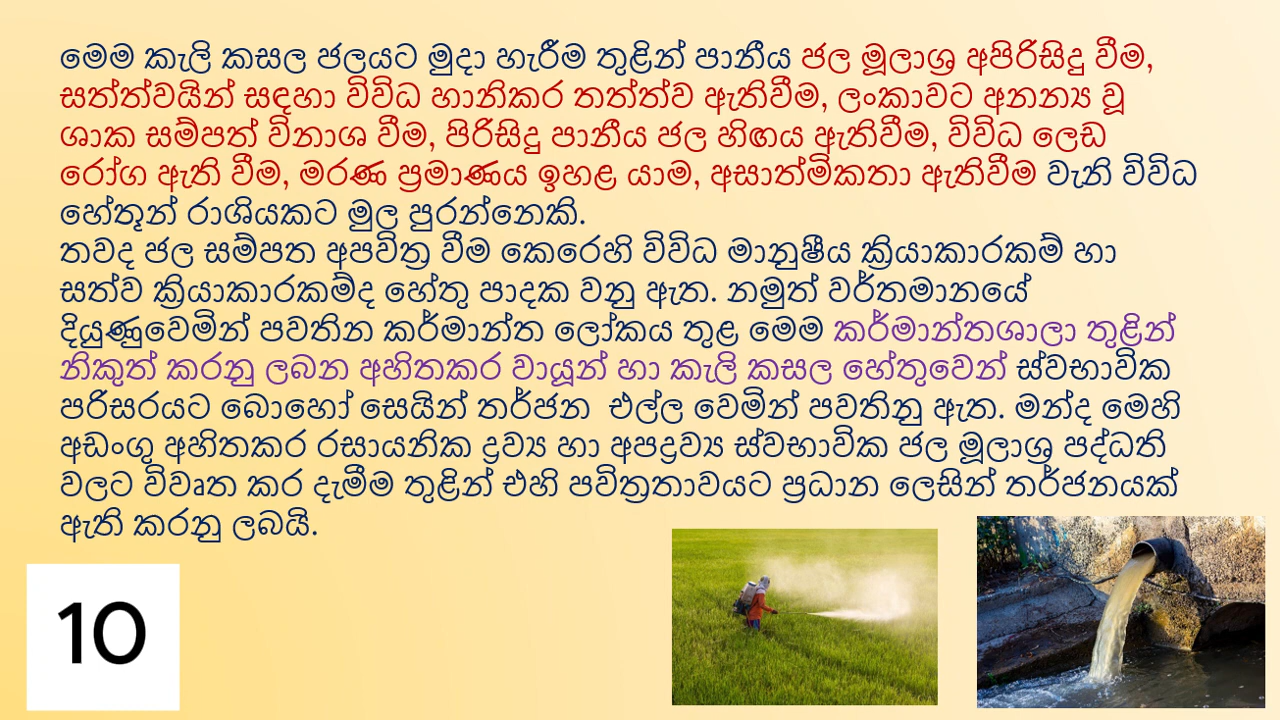 මෙම කැලි කසල ජලයට මුදා හැරීම තුළින් පානීය ජල මූලාශ්‍ර අපිරිසිදු වීම,
සත්ත්වයින් සඳහා විවිධ හානිකර තත්ත්ව ඇතිවීම, ලංකාවට අනන්‍ය වූ
ශාක සම්පත් විනාශ වීම, පිරිසිදු පානීය ජල හිඟය ඇතිවීම, විවිධ ලෙඩ
රෝග ඇති වීම, මරණ ප්‍රමාණය ඉහළ යාම, අසාත්මිකතා ඇතිවීම වැනි විවිධ
හේතූන් රාශියකට මුල පුරන්නෙකි.
තවද ජල සම්පත අපවිත්‍ර වීම කෙරෙහි විවිධ මානුෂීය ක්‍රියාකාරකම් හා
සත්ව ක්‍රියාකාරකම්ද හේතු පාදක වනු ඇත. නමුත් වර්තමානයේ
දියුණුවෙමින් පවතින කර්මාන්ත ලෝකය තුළ මෙම කර්මාන්තශාලා තුළින්
නිකුත් කරනු ලබන අහිතකර වායූන් හා කැලි කසල හේතුවෙන් ස්වභාවික
පරිසරයට බොහෝ සෙයින් තර්ජන එල්ල වෙමින් පවතිනු ඇත. මන්ද මෙහි
අඩංගු අහිතකර රසායනික ද්‍රව්‍ය හා අපද්‍රව්‍ය ස්වභාවික ජල මූලාශ්‍ර පද්ධති
වලට විවෘත කර දැමීම තුළින් එහි පවිත්‍රතාවයට ප්‍රධාන ලෙසින් තර්ජනයක්
ඇති කරනු ලබයි.
10